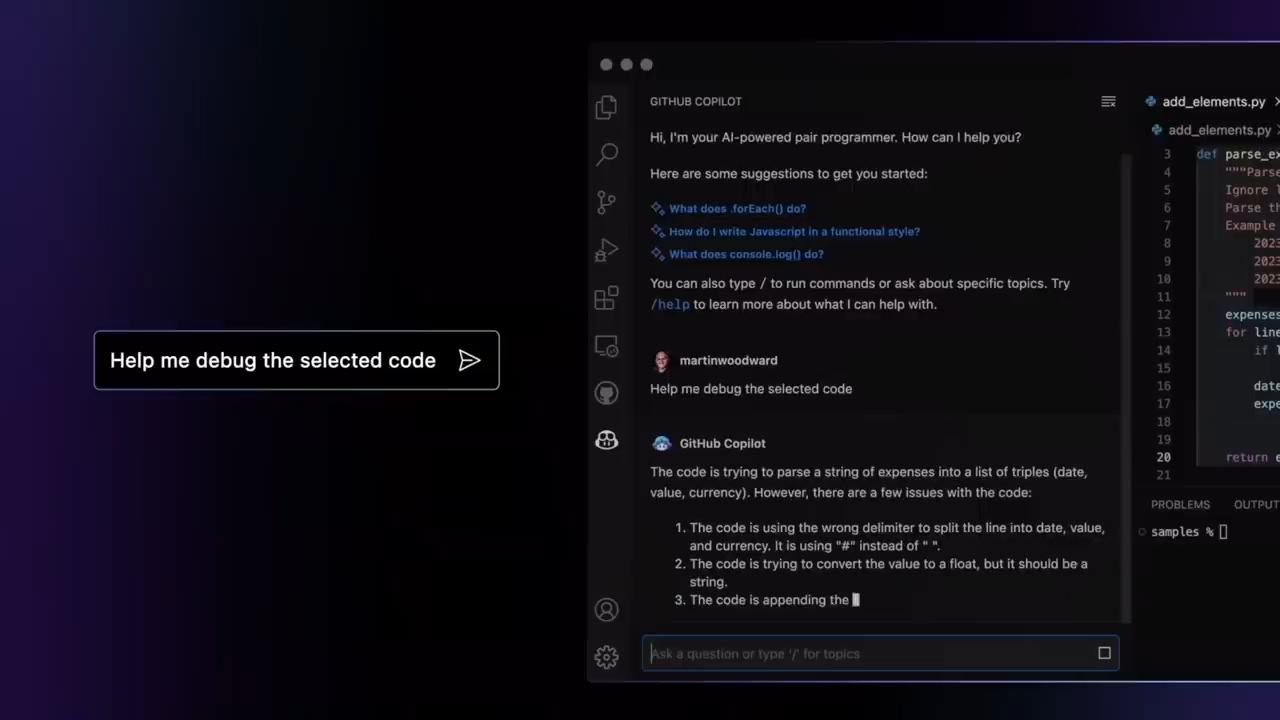 Help me debug the selected code
GITHUB COPILOT
Hi, I'm your AI-powered pair programmer. How can I help you?
Here are some suggestions to get you started:
What does .forEach() do?
How do I write Javascript in a functional style?
What does console.log() do?
You can also type / to run commands or ask about specific topics. Try
/help to learn more about what I can help with.
martinwoodward
Help me debug the selected code
GitHub Copilot
The code is trying to parse a string of expenses into a list of triples (date,
value, currency). However, there are a few issues with the code:
1. The code is using the wrong delimiter to split the line into date, value,
and currency. It is using "#" instead of " ".
2. The code is trying to convert the value to a float, but it should be a
string.
3. The code is appending the
Ask a question or type '/' for topics
add_elements.py
add_elements.py
3 def parse_ex
4 """Parse
5 Ignore l
6 Parse th
7 Example
8 2023
9 2023
10 2023
11 """
12 expenses
13 for line
14 if l
15
16 date
17 expe
18
19
20 return e
21
PROBLEMS OUTPUT
samples %